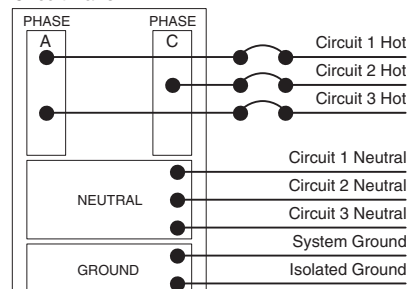 PHASE PHASE
A C
Circuit 1 Hot
Circuit 2 Hot
Circuit 3 Hot
Circuit 1 Neutral
Circuit 2 Neutral
NEUTRAL
Circuit 3 Neutral
System Ground
GROUND
Isolated Ground